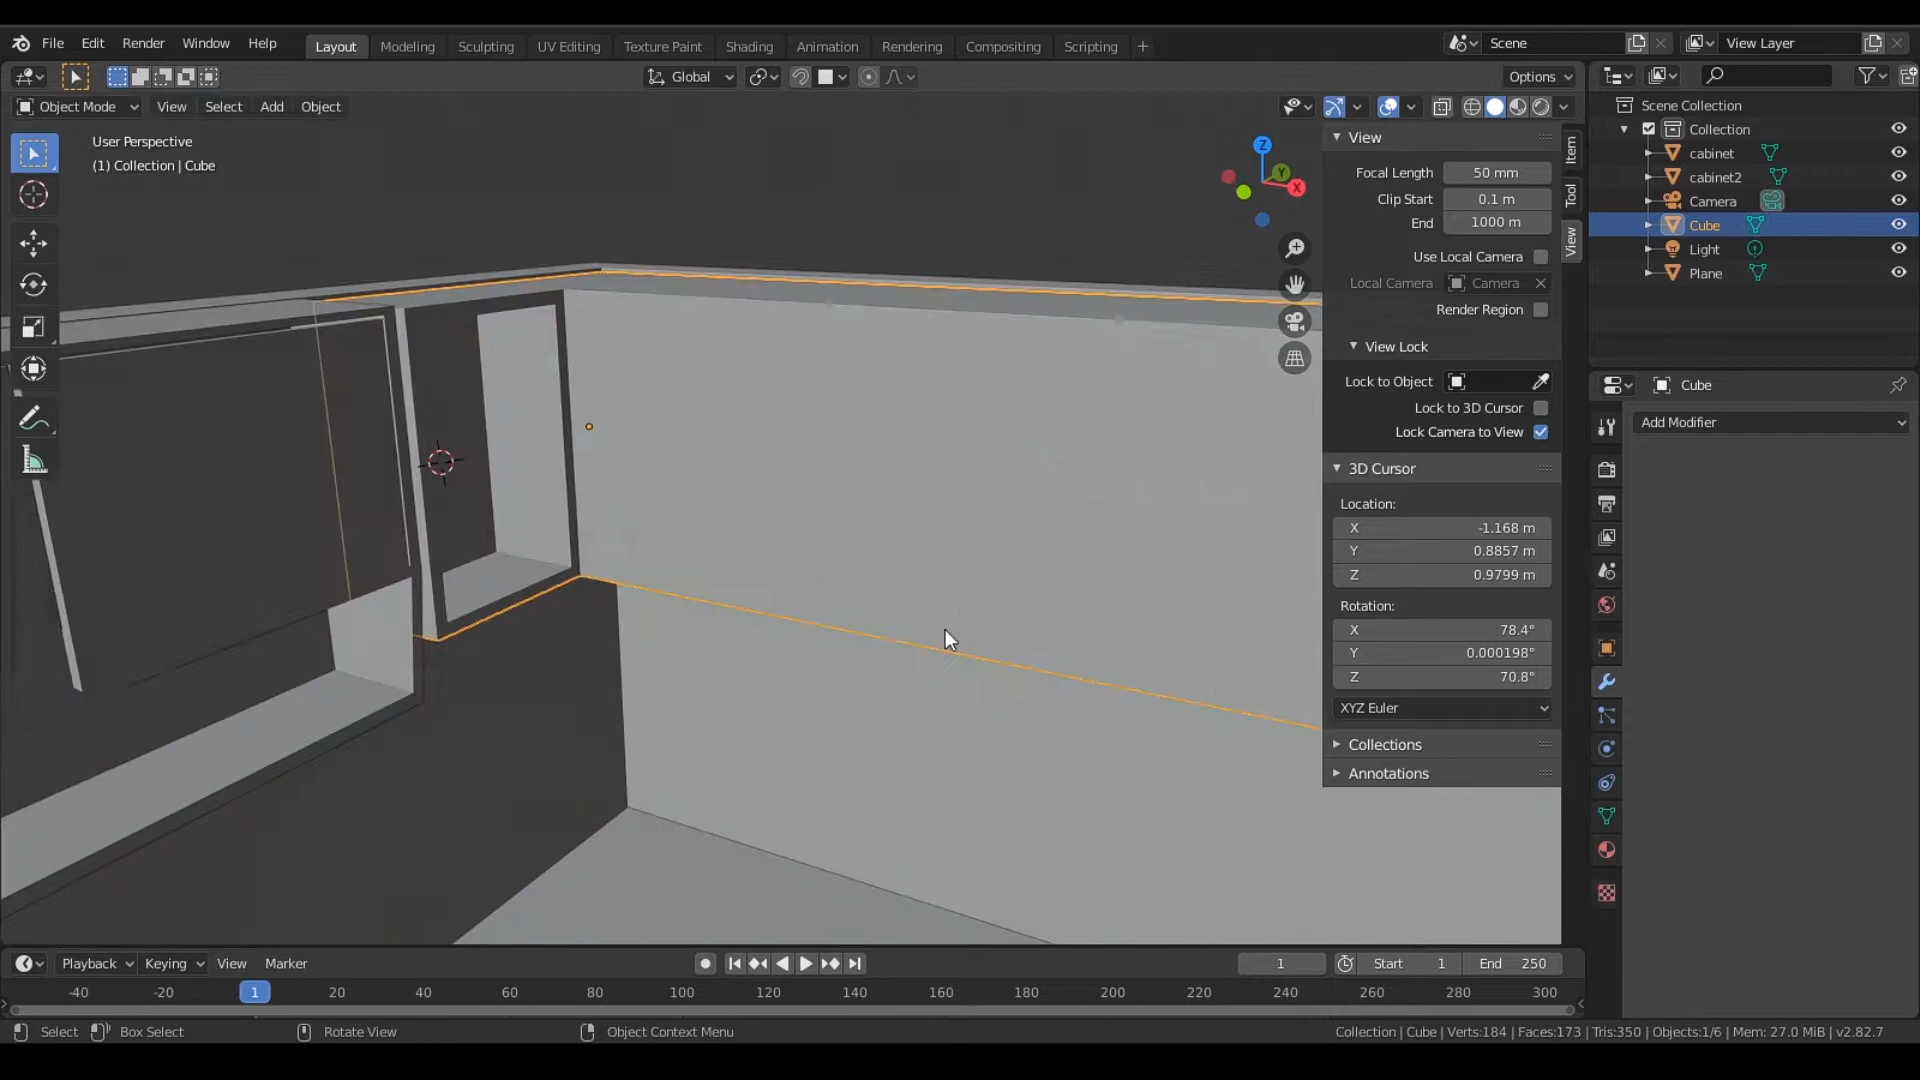 File Edit Render Window Help Layout Modeling Sculpting UV Editing Texture Paint Shading Animation Rendering Compositing Scripting + Scene View Layer
Global Options
Object Mode View Select Add Object
User Perspective
(1) Collection | Cube
Z
Y
X
View
Focal Length 50 mm
Clip Start 0.1 m
End 1000 m
Use Local Camera
Local Camera Camera
Render Region
View Lock
Lock to Object
Lock to 3D Cursor
Lock Camera to View
3D Cursor
Location:
X -1.168 m
Y 0.8857 m
Z 0.9799 m
Rotation:
X 78.4°
Y 0.000198°
Z 70.8°
XYZ Euler
Collections
Annotations
Item
Tool
View
Scene Collection
Collection
cabinet
cabinet2
Camera
Cube
Light
Plane
Cube
Add Modifier
Playback Keying View Marker 1 Start 1 End 250
-40 -20 1 20 40 60 80 100 120 140 160 180 200 220 240 260 280 300
Select Box Select Rotate View Object Context Menu Collection | Cube | Verts:184 | Faces:173 | Tris:350 | Objects:1/6 | Mem: 27.0 MiB | v2.82.7